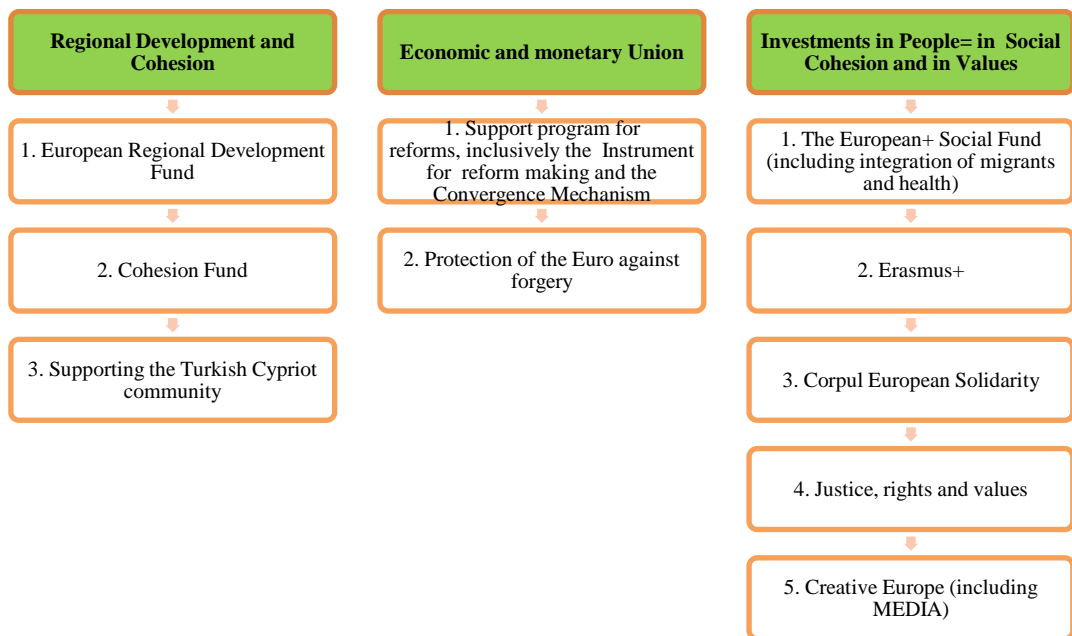 Regional Development and
Cohesion
1. European Regional Development
Fund
2. Cohesion Fund
3. Supporting the Turkish Cypriot
community
Economic and monetary Union
1. Support program for
reforms, inclusively the Instrument
for reform making and the
Convergence Mechanism
2. Protection of the Euro against
forgery
Investments in People= in Social
Cohesion and in Values
1. The European+ Social Fund
(including integration of migrants
and health)
2. Erasmus+
3. Corpul European Solidarity
4. Justice, rights and values
5. Creative Europe (including
MEDIA)